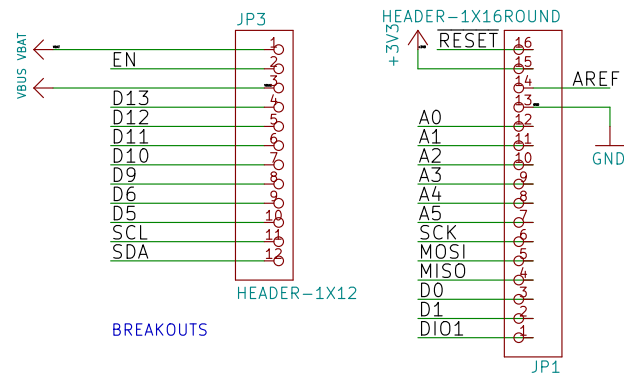 JP3
VBAT
1
EN
2
VBUS
3
D13
4
D12
5
D11
6
D10
7
D9
8
D6
9
D5
10
SCL
11
SDA
12
HEADER-1X12
BREAKOUTS
HEADER-1X16ROUND
+3V3
RESET
16
15
14
AREF
13
GND
A0
12
A1
11
A2
10
A3
9
A4
8
A5
7
SCK
6
MOSI
5
MISO
4
D0
3
D1
2
DIO1
1
JP1